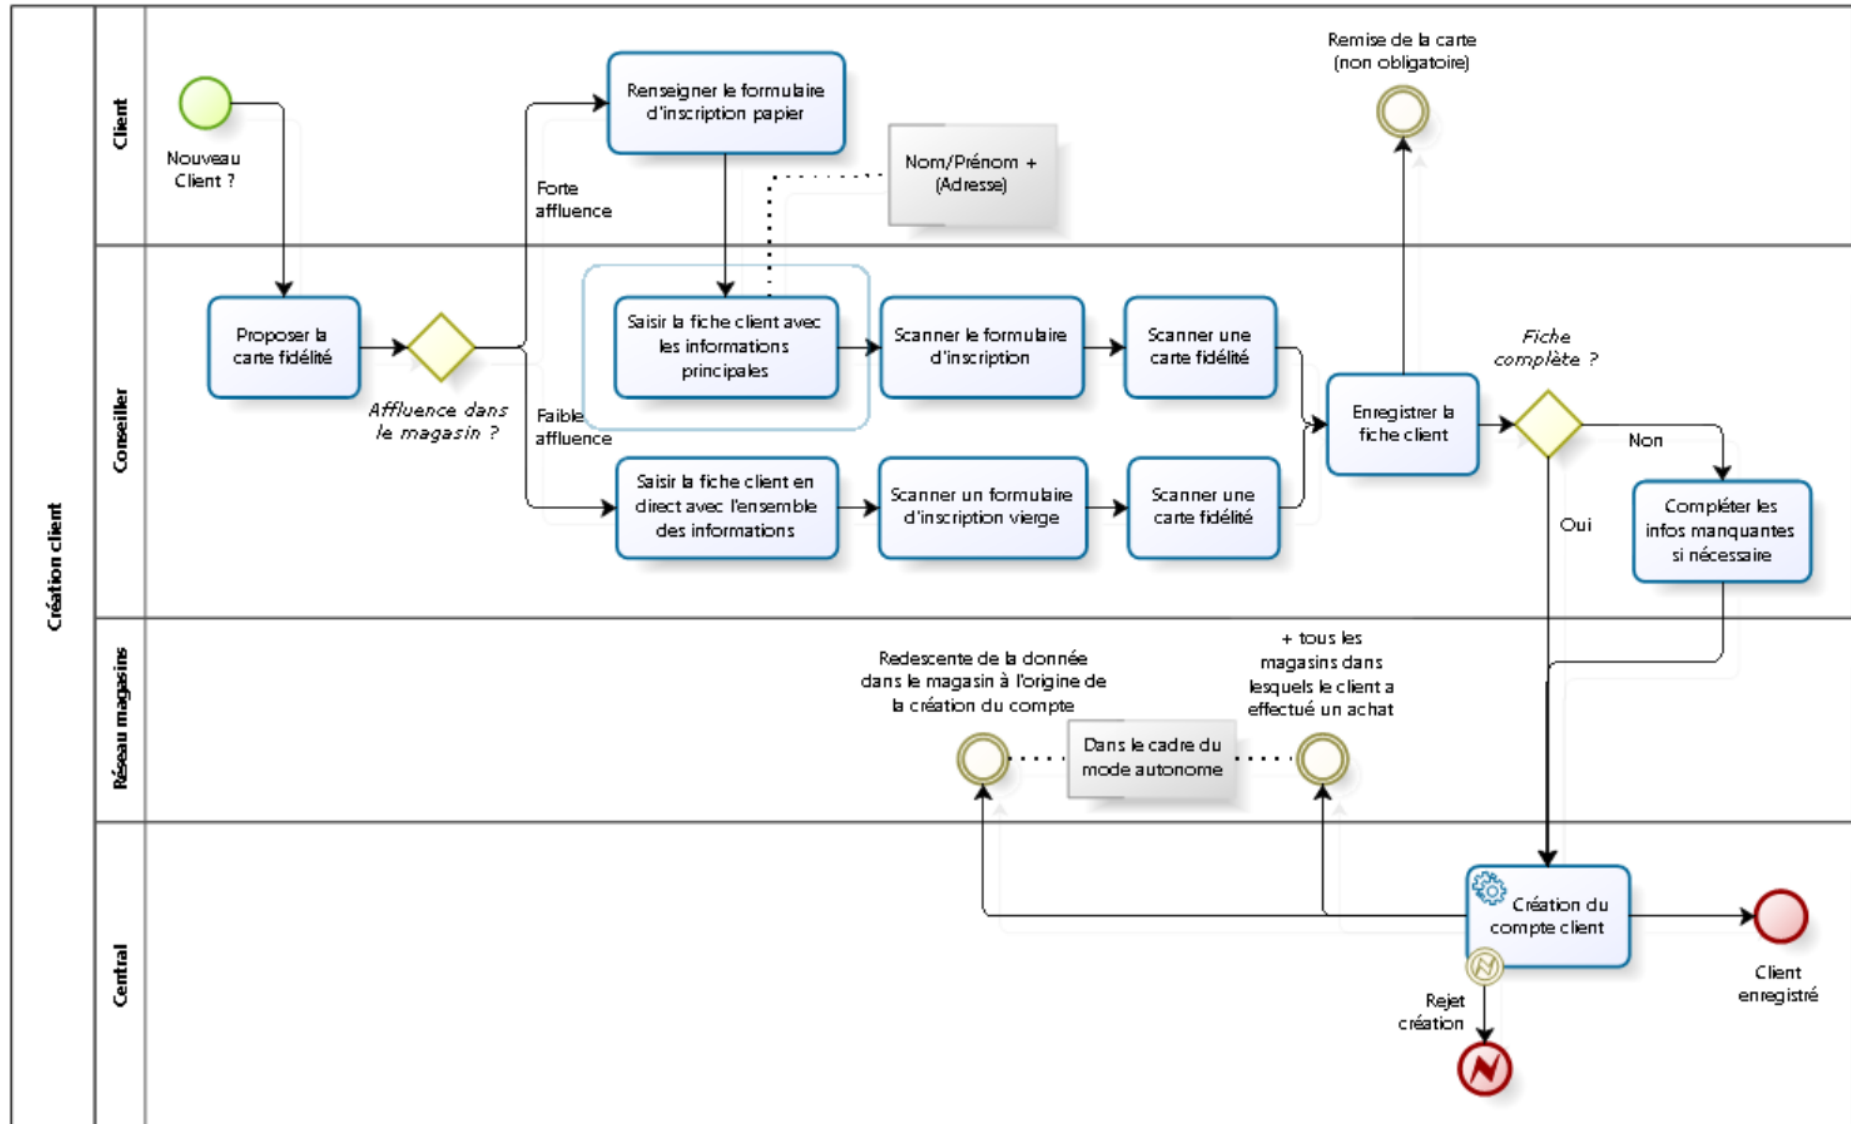 Création client
Client
Nouveau
Client ?
Renseigner le formulaire
d'inscription papier
Forte
affluence
Nom/Prénom +
(Adresse)
Remise de la carte
(non obligatoire)
Conseiller
Proposer la
carte fidélité
Affluence dans
le magasin ?
Saisir la fiche client avec
les informations
principales
Scanner le formulaire
d'inscription
Scanner une
carte fidélité
Faible
affluence
Saisir la fiche client en
direct avec l'ensemble
des informations
Scanner un formulaire
d'inscription vierge
Scanner une
carte fidélité
Enregistrer la
fiche client
Fiche
complète ?
Non
Oui
Compléter les
infos manquantes
si nécessaire
Réseau magasins
Redescente de la donnée
dans le magasin à l'origine de
la création du compte
Dans le cadre du
mode autonome
+ tous les
magasins dans
lesquels le client a
effectué un achat
Central
Création du
compte client
Rejet
création
Client
enregistré